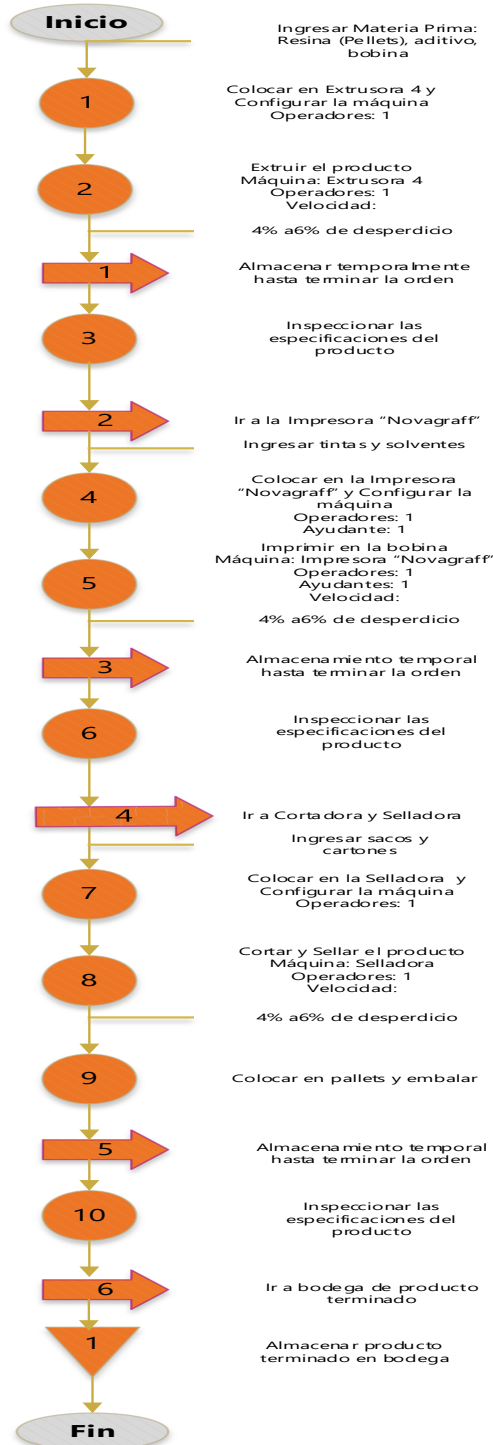 Inicio
Ingresar Materia Prima:
Resina (Pellets), aditivo,
bobina
1
Colocar en Extrusora 4 y
Configurar la máquina
Operadores: 1
2
Extruir el producto
Máquina: Extrusora 4
Operadores: 1
Velocidad:
4% a6% de desperdicio
1
Almacenar temporalmente
hasta terminar la orden
3
Inspeccionar las
especificaciones del
producto
2
Ir a la Impresora “Novagraff”
Ingresar tintas y solventes
4
Colocar en la Impresora
“Novagraff” y Configurar la
máquina
Operadores: 1
Ayudante: 1
5
Imprimir en la bobina
Máquina: Impresora “Novagraff”
Operadores: 1
Ayudantes: 1
Velocidad:
4% a6% de desperdicio
3
Almacenamiento temporal
hasta terminar la orden
6
Inspeccionar las
especificaciones del
producto
4
Ir a Cortadora y Selladora
Ingresar sacos y
cartones
7
Colocar en la Selladora y
Configurar la máquina
Operadores: 1
8
Cortar y Sellar el producto
Máquina: Selladora
Operadores: 1
Velocidad:
4% a6% de desperdicio
9
Colocar en pallets y embalar
5
Almacenamiento temporal
hasta terminar la orden
10
Inspeccionar las
especificaciones del
producto
6
Ir a bodega de producto
terminado
1
Almacenar producto
terminado en bodega
Fin